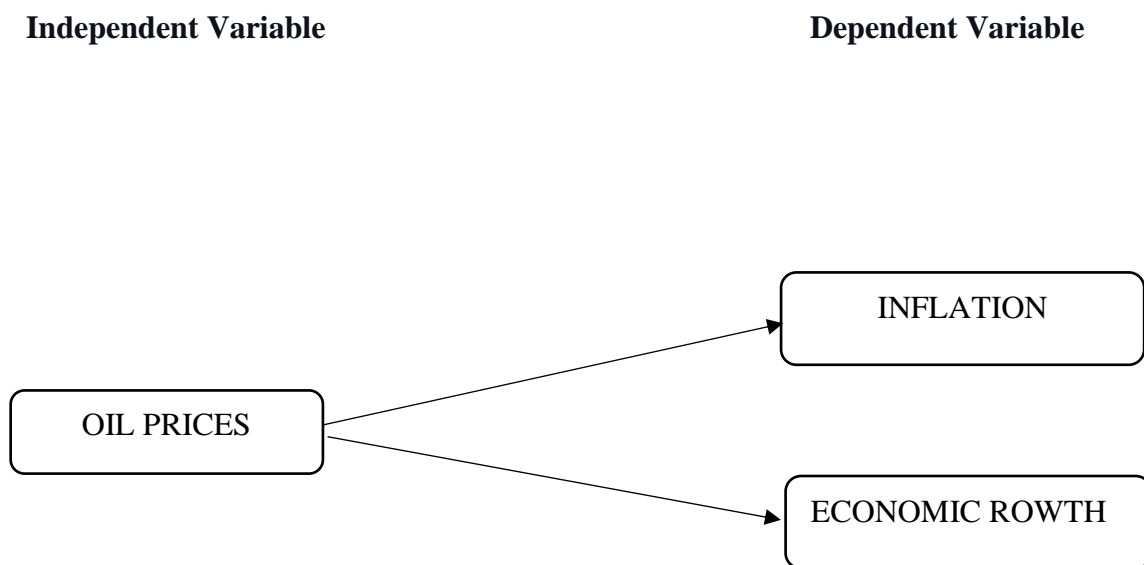 Independent Variable
Dependent Variable
INFLATION
OIL PRICES
ECONOMIC ROWTH